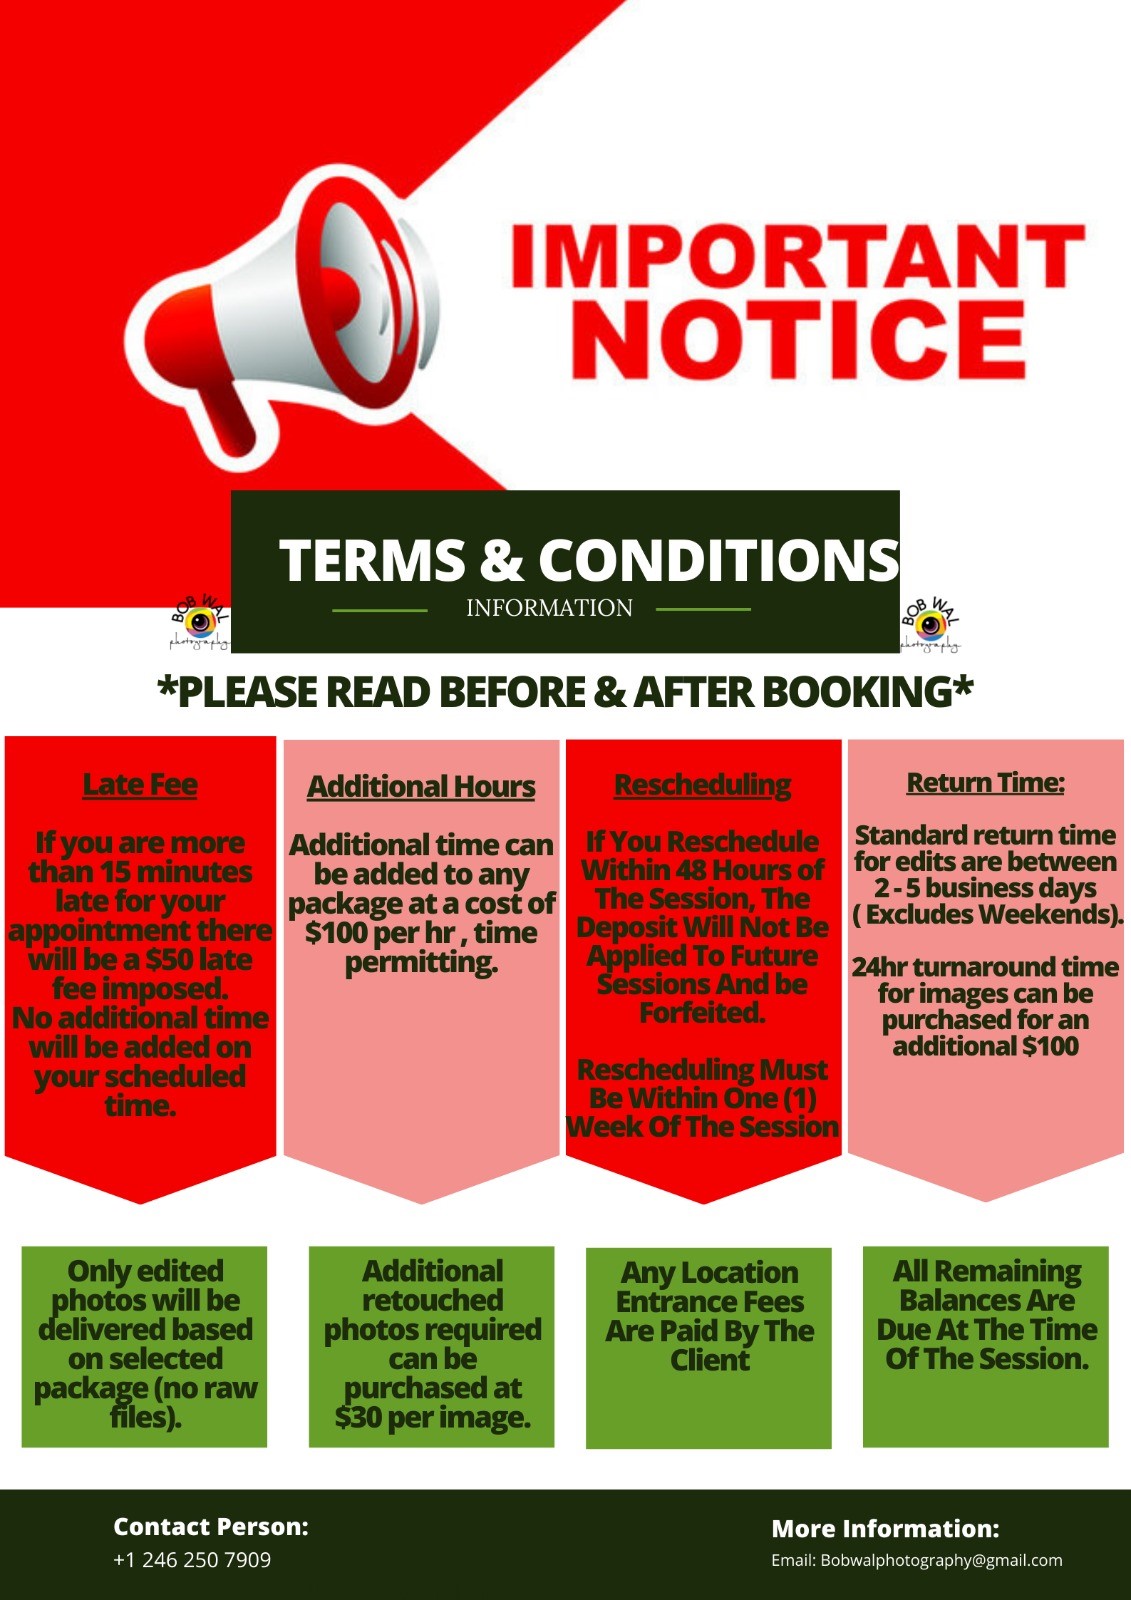 IMPORTANT
NOTICE
TERMS & CONDITIONS
INFORMATION
BOB WAL
photography
BOB WAL
photography
*PLEASE READ BEFORE & AFTER BOOKING*
Late Fee
If you are more
than 15 minutes
late for your
appointment there
will be a $50 late
fee imposed.
No additional time
will be added on
your scheduled
time.
Additional Hours
Additional time can
be added to any
package at a cost of
$100 per hr , time
permitting.
Rescheduling
If You Reschedule
Within 48 Hours of
The Session, The
Deposit Will Not Be
Applied To Future
Sessions And be
Forfeited.
Rescheduling Must
Be Within One (1)
Week Of The Session
Return Time:
Standard return time
for edits are between
2 - 5 business days
( Excludes Weekends).
24hr turnaround time
for images can be
purchased for an
additional $100
Only edited
photos will be
delivered based
on selected
package (no raw
files).
Additional
retouched
photos required
can be
purchased at
$30 per image.
Any Location
Entrance Fees
Are Paid By The
Client
All Remaining
Balances Are
Due At The Time
Of The Session.
Contact Person:
+1 246 250 7909
More Information:
Email: Bobwalphotography@gmail.com